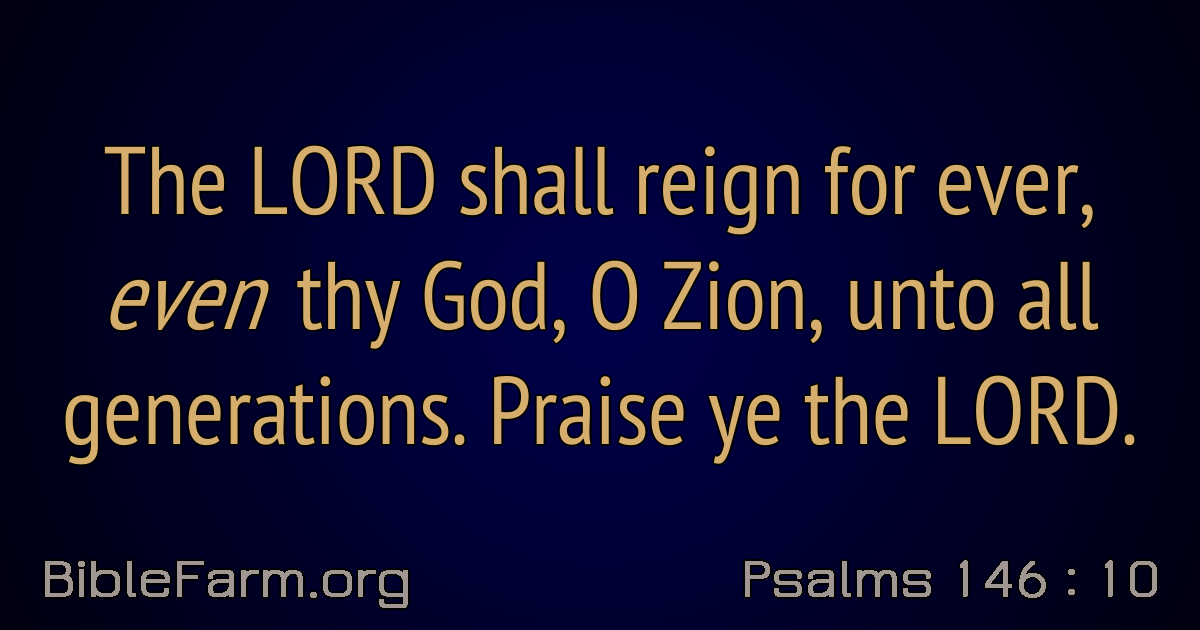 The LORD shall reign for ever,
even thy God, O Zion, unto all
generations. Praise ye the LORD.
BibleFarm.org
Psalms 146 : 10